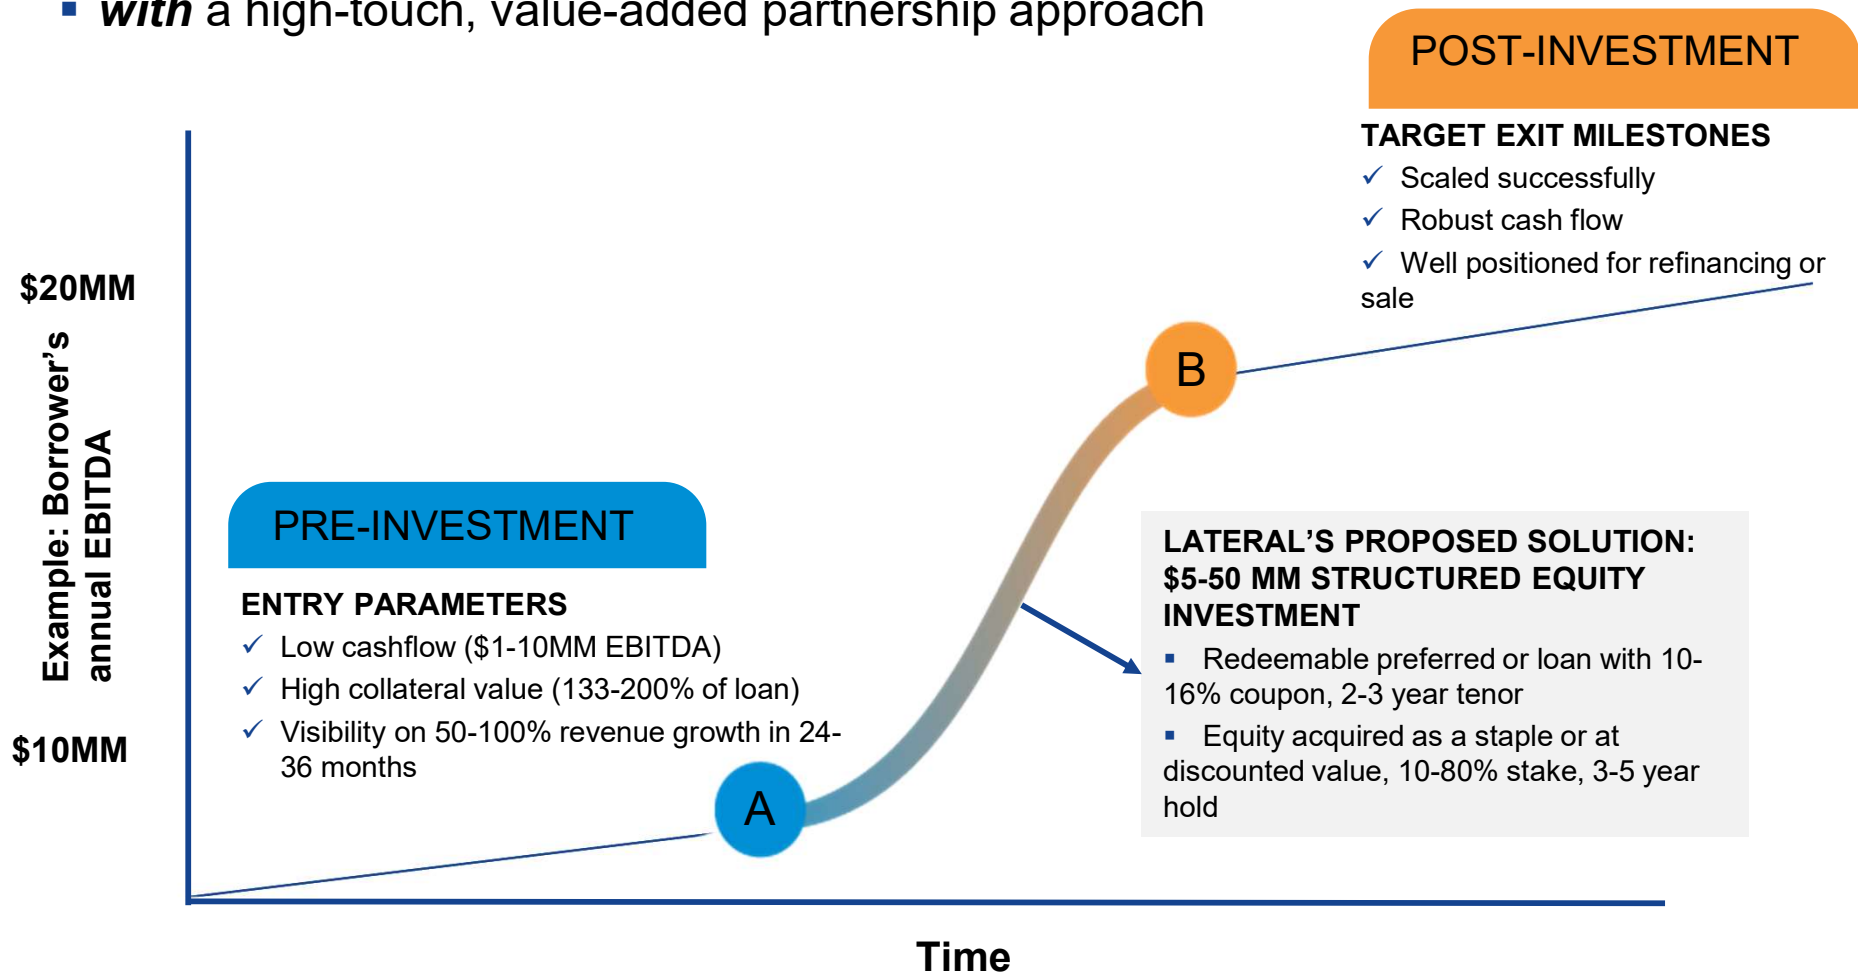 ▪ with a high-touch, value-added partnership approach
POST-INVESTMENT
TARGET EXIT MILESTONES
✓ Scaled successfully
✓ Robust cash flow
✓ Well positioned for refinancing or
sale
$20MM
Example: Borrower’s
annual EBITDA
$10MM
B
PRE-INVESTMENT
ENTRY PARAMETERS
✓ Low cashflow ($1-10MM EBITDA)
✓ High collateral value (133-200% of loan)
✓ Visibility on 50-100% revenue growth in 24-
36 months
A
LATERAL’S PROPOSED SOLUTION:
$5-50 MM STRUCTURED EQUITY
INVESTMENT
▪ Redeemable preferred or loan with 10-
16% coupon, 2-3 year tenor
▪ Equity acquired as a staple or at
discounted value, 10-80% stake, 3-5 year
hold
Time